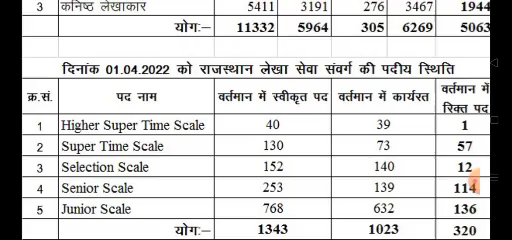 3 कनिष्ठ लेखाकार 5411 3191 276 3467 1944
योगः- 11332 5964 305 6269 5063
दिनांक 01.04.2022 को राजस्थान लेखा सेवा संवर्ग की पदीय स्थिति
क्र.सं. पद नाम वर्तमान में स्वीकृत पद वर्तमान में कार्यरत वर्तमान में रिक्त पद
1 Higher Super Time Scale 40 39 1
2 Super Time Scale 130 73 57
3 Selection Scale 152 140 12
4 Senior Scale 253 139 114
5 Junior Scale 768 632 136
योगः- 1343 1023 320